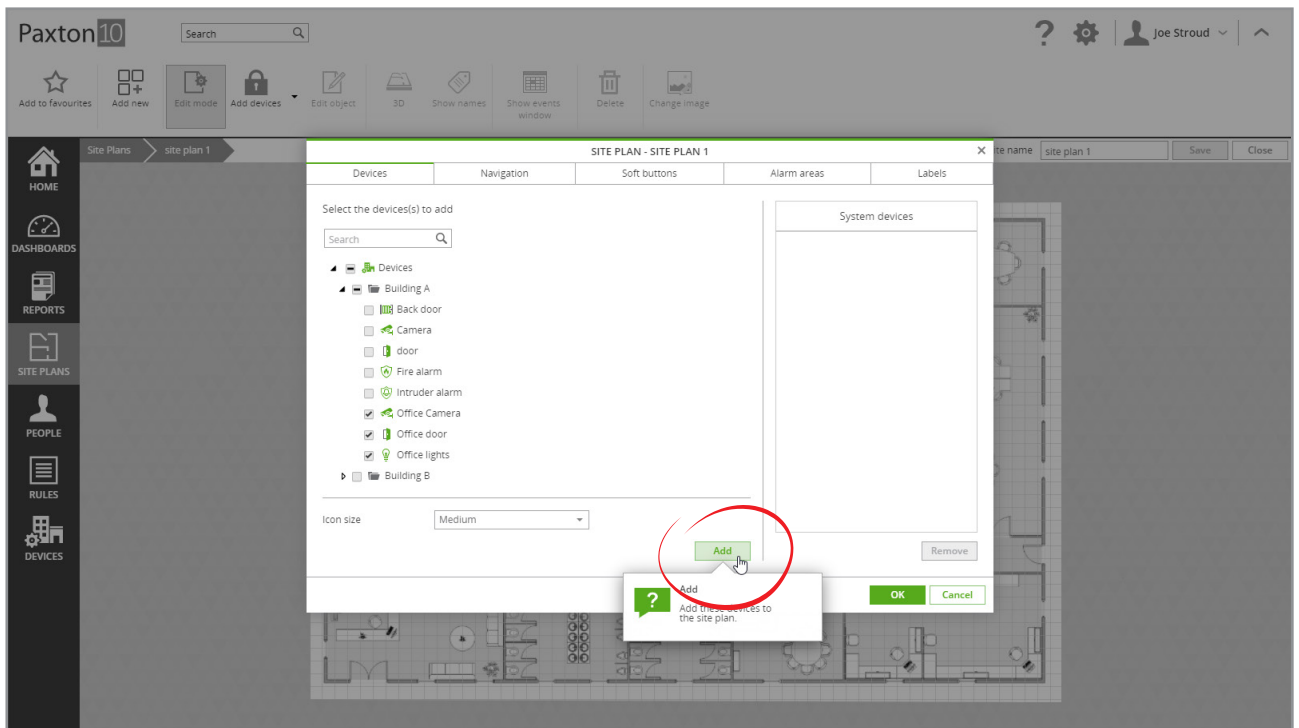 Paxton10
Search
?
Joe Stroud
Add to favourites
Add new
Edit mode
Add devices
Edit object
3D
Show names
Show events
window
Delete
Change image
Site Plans
site plan 1
SITE PLAN - SITE PLAN 1
te name
site plan 1
Save
Close
HOME
DASHBOARDS
REPORTS
SITE PLANS
PEOPLE
RULES
DEVICES
Devices
Navigation
Soft buttons
Alarm areas
Labels
Select the devices(s) to add
Search
Devices
Building A
Back door
Camera
door
Fire alarm
Intruder alarm
Office Camera
Office door
Office lights
Building B
Icon size
Medium
Add
System devices
Remove
?
Add
Add these devices to
the site plan.
OK
Cancel